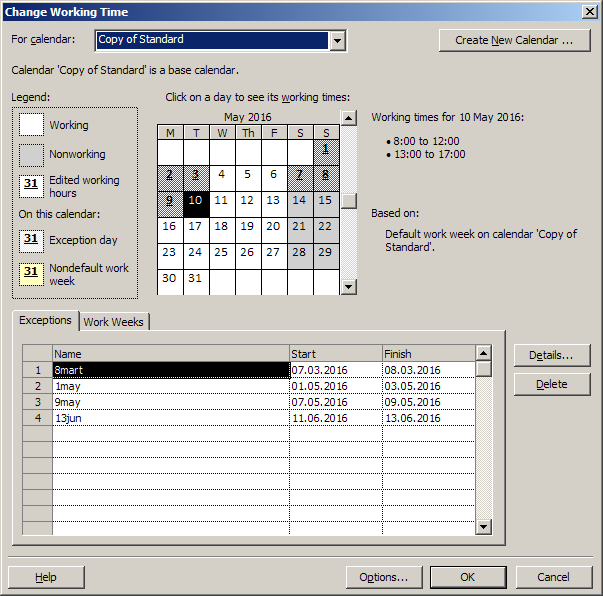 Change Working Time
For calendar: Copy of Standard Create New Calendar ...
Calendar 'Copy of Standard' is a base calendar.
Legend: Click on a day to see its working times:
Working
Nonworking
31 Edited working
hours
On this calendar:
31 Exception day
31 Nondefault work
week
May 2016
M T W Th F S S
1
2 3 4 5 6 7 8
9 10 11 12 13 14 15
16 17 18 19 20 21 22
23 24 25 26 27 28 29
30 31
Working times for 10 May 2016:
• 8:00 to 12:00
• 13:00 to 17:00
Based on:
Default work week on calendar 'Copy of
Standard'.
Exceptions Work Weeks
Name Start Finish
1 8mart 07.03.2016 08.03.2016
2 1may 01.05.2016 03.05.2016
3 9may 07.05.2016 09.05.2016
4 13jun 11.06.2016 13.06.2016
Details...
Delete
Help Options... OK Cancel